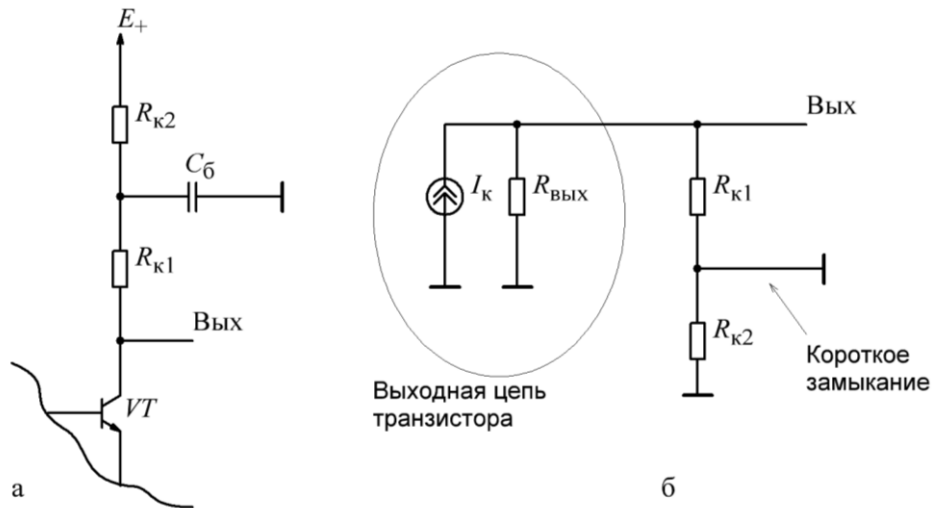 E+
Rк2
Cб
Rк1
Вых
VT
а
Вых
Iк
Rвых
Rк1
Rк2
Короткое
замыкание
Выходная цепь
транзистора
б